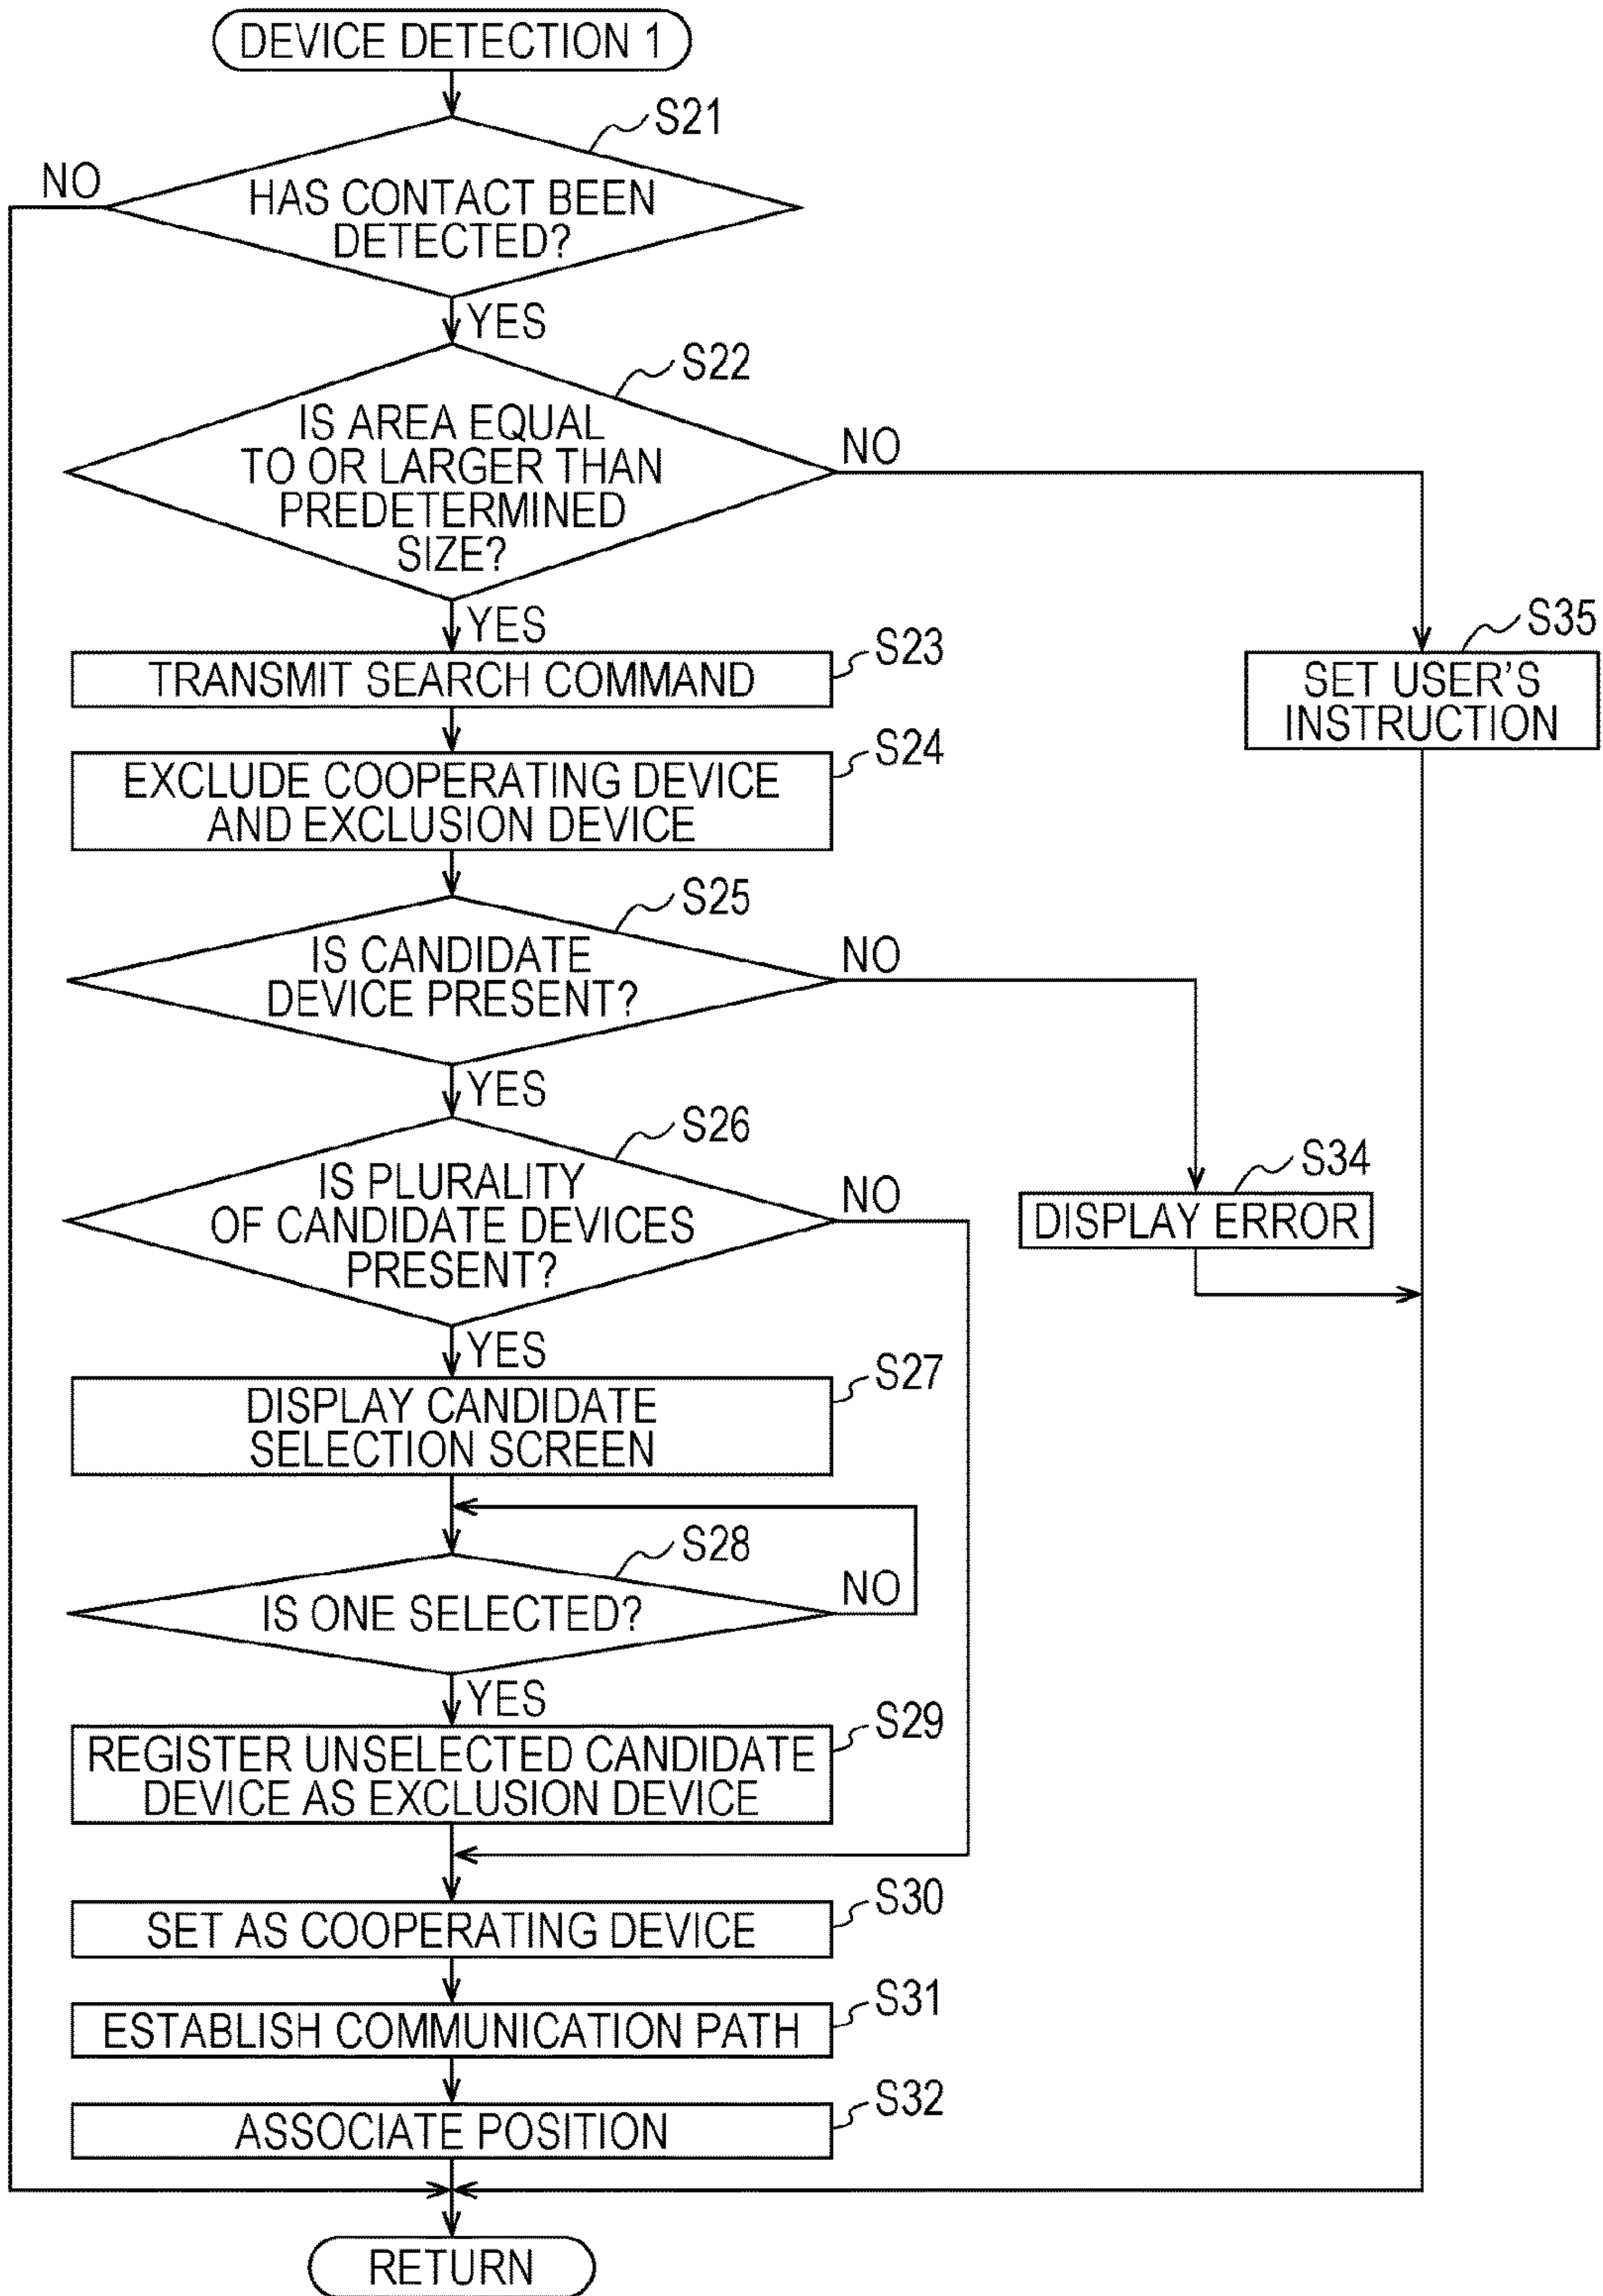 DEVICE DETECTION 1
S21
NO
HAS CONTACT BEEN
DETECTED?
YES
S22
IS AREA EQUAL
TO OR LARGER THAN
PREDETERMINED
SIZE?
NO
YES
S23
TRANSMIT SEARCH COMMAND
S35
SET USER'S
INSTRUCTION
S24
EXCLUDE COOPERATING DEVICE
AND EXCLUSION DEVICE
S25
IS CANDIDATE
DEVICE PRESENT?
NO
YES
S26
IS PLURALITY
OF CANDIDATE DEVICES
PRESENT?
NO
S34
DISPLAY ERROR
YES
S27
DISPLAY CANDIDATE
SELECTION SCREEN
S28
IS ONE SELECTED?
NO
YES
S29
REGISTER UNSELECTED CANDIDATE
DEVICE AS EXCLUSION DEVICE
S30
SET AS COOPERATING DEVICE
S31
ESTABLISH COMMUNICATION PATH
S32
ASSOCIATE POSITION
RETURN